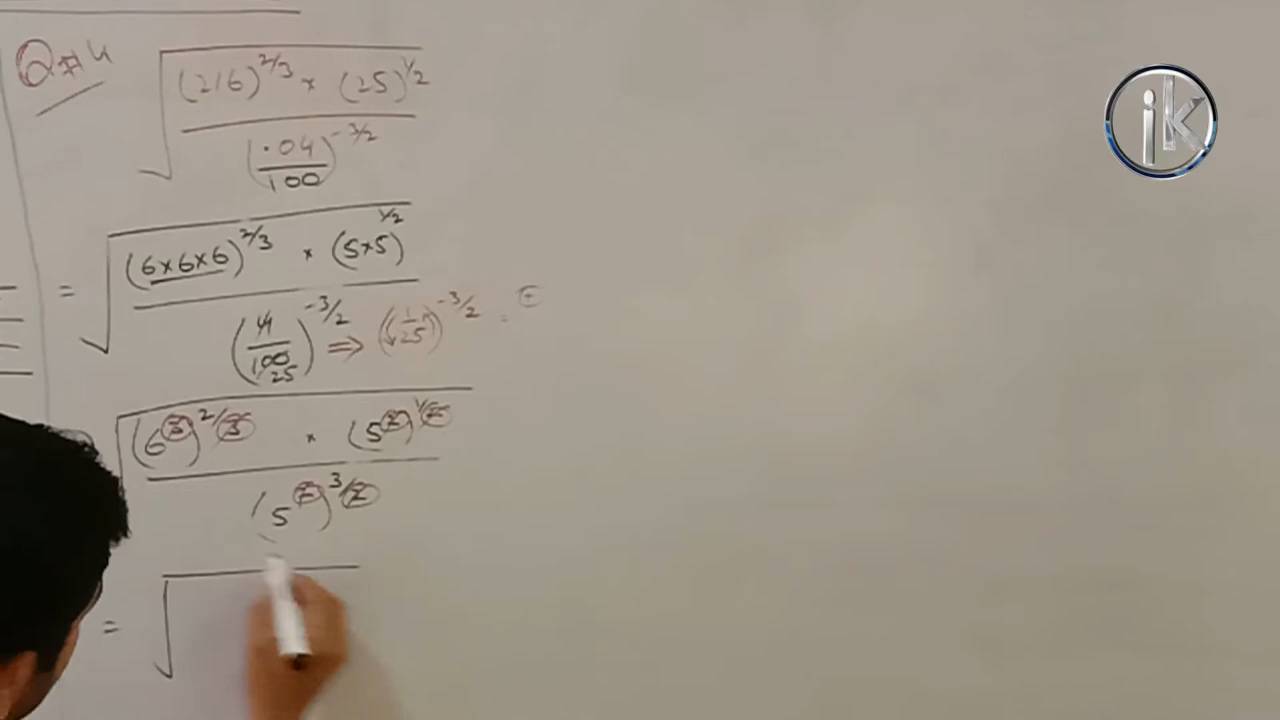 Q#4
√
(216)^2/3 × (25)^1/2
(.04/100)^-3/2
= √
(6×6×6)^2/3 × (5×5)^1/2
(4/100)^-3/2 ⇒ (1/25)^-3/2
25
(6^3)^2/3 × (5^2)^1/2
(5^2)^3/2
= √
ik